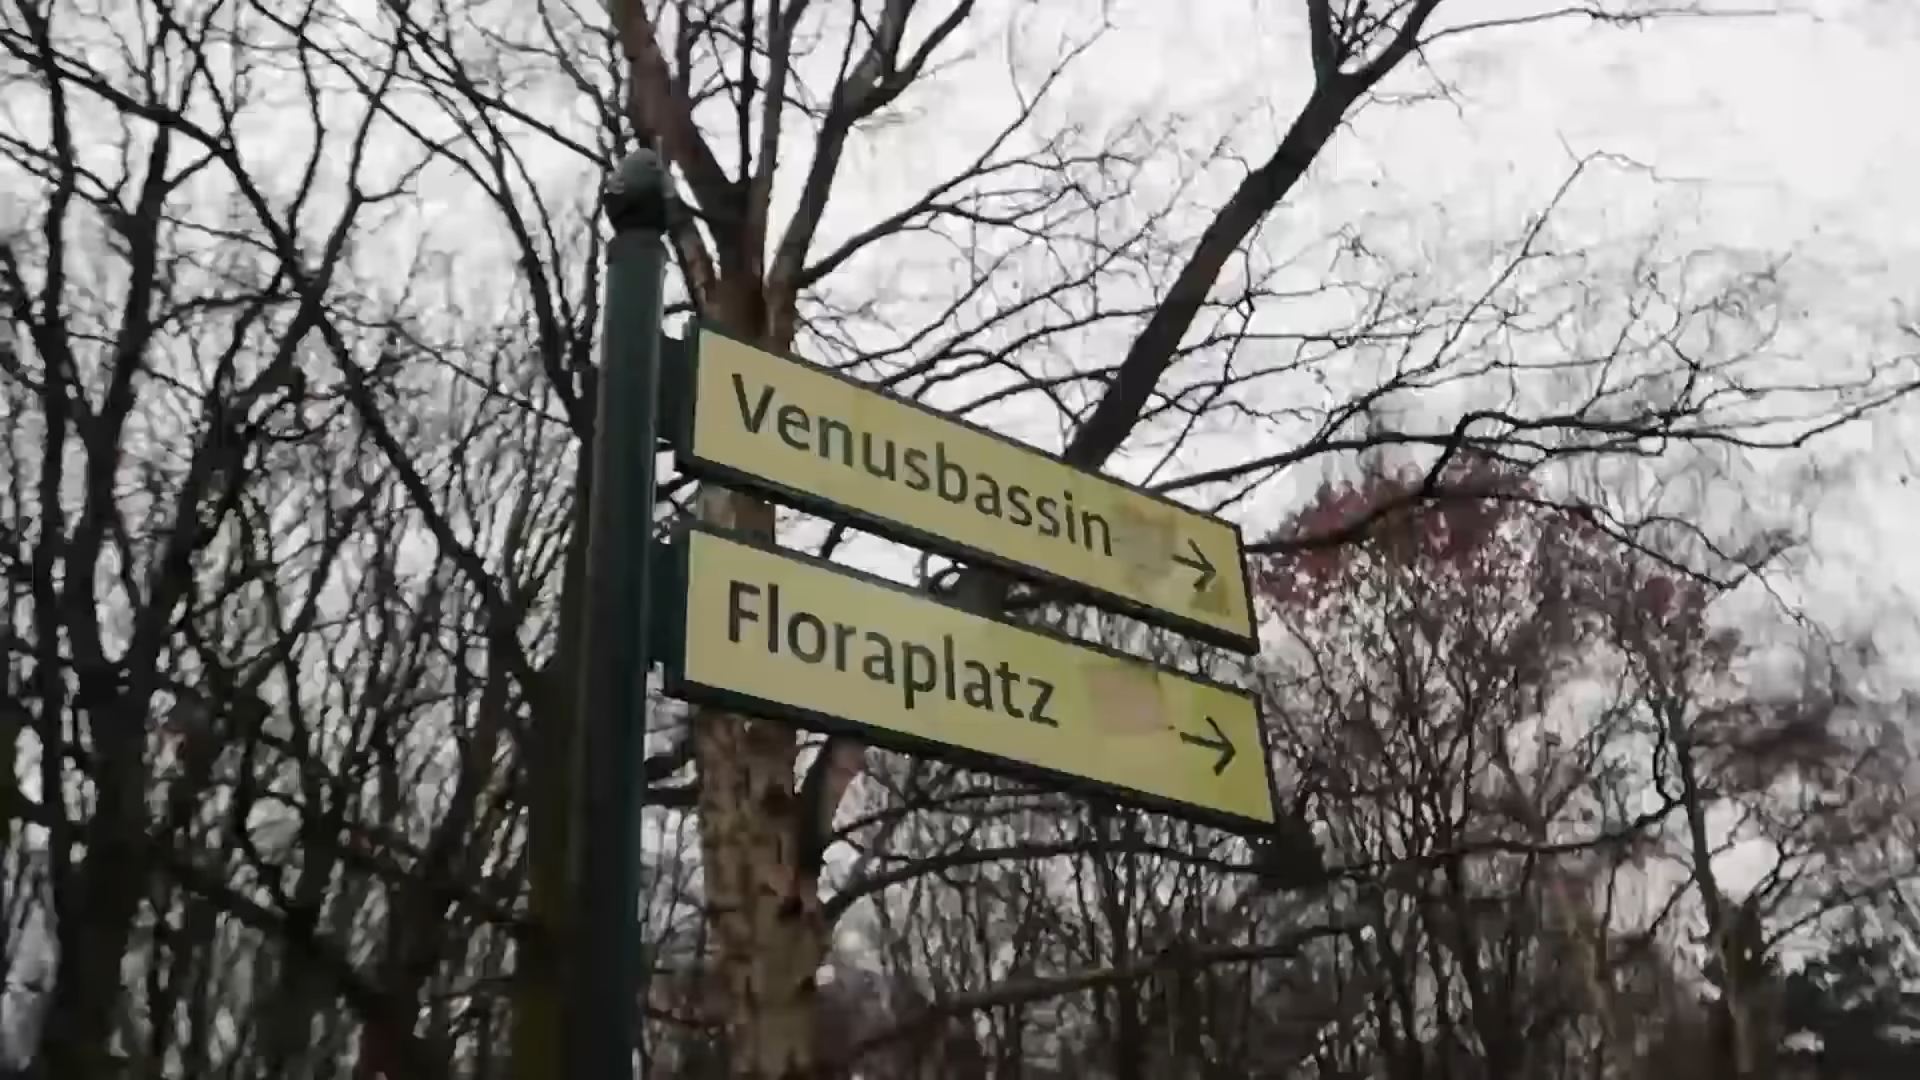 Venusbassin →
Floraplatz →